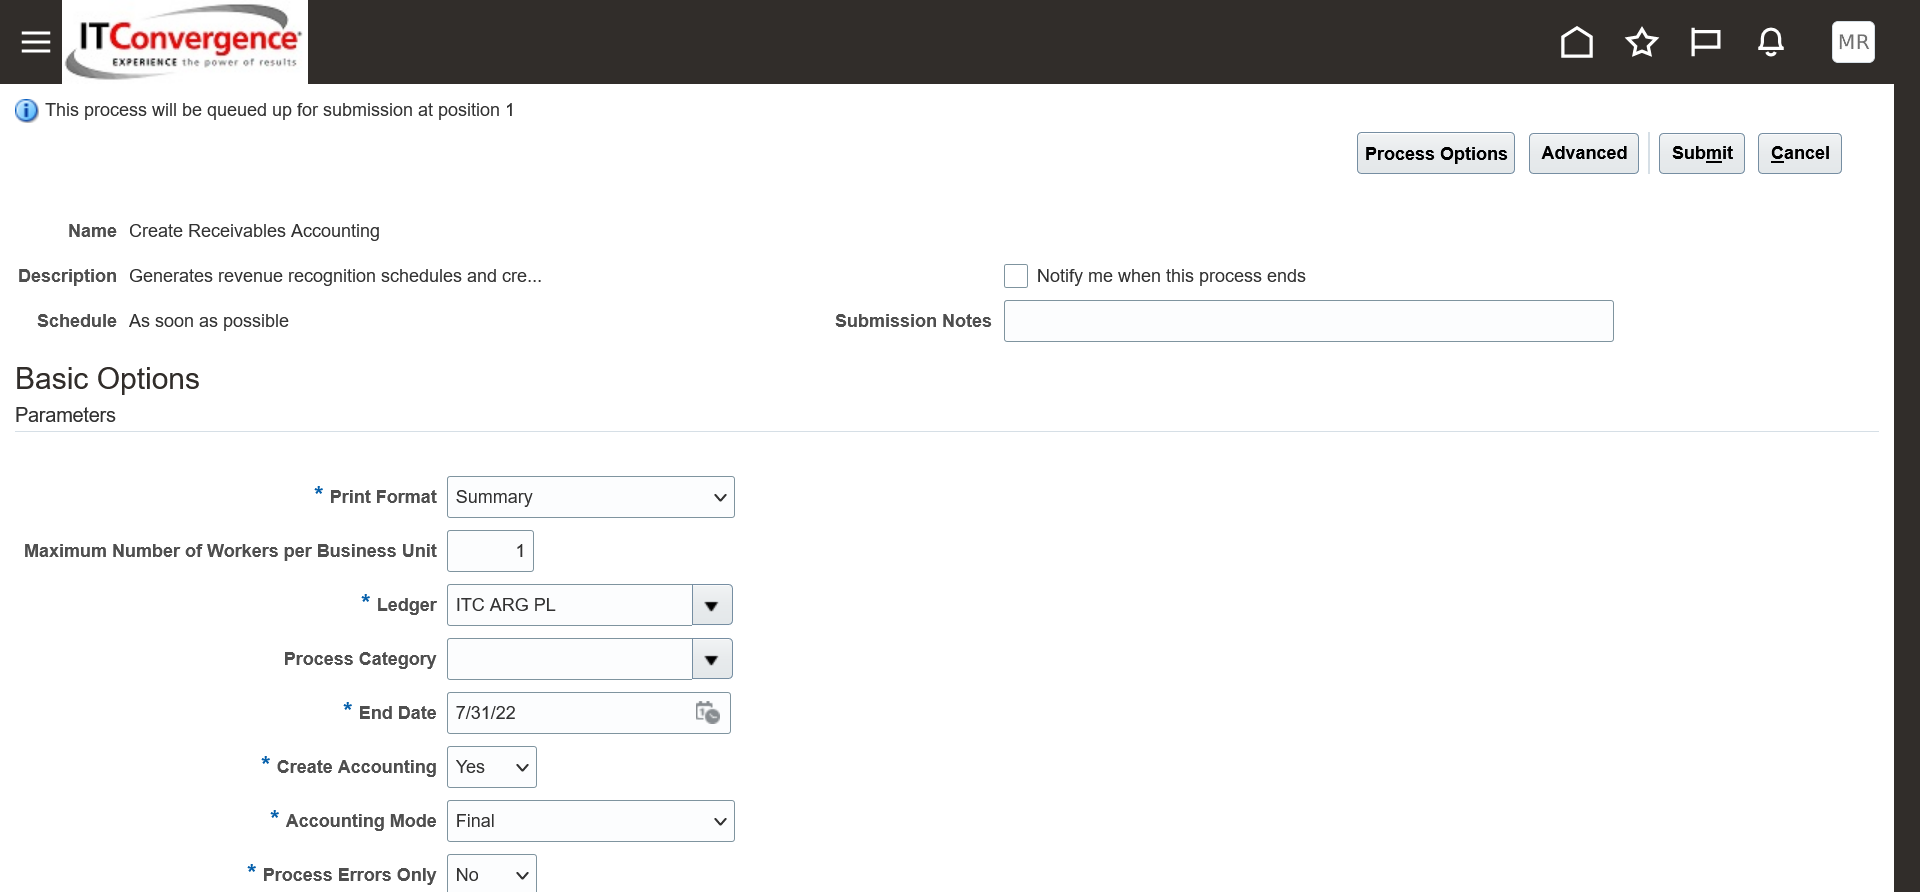 ITConvergence
EXPERIENCE the power of results
MR
This process will be queued up for submission at position 1
Process Options Advanced Submit Cancel
Name Create Receivables Accounting
Description Generates revenue recognition schedules and cre...
Notify me when this process ends
Schedule As soon as possible
Submission Notes
Basic Options
Parameters
* Print Format Summary
Maximum Number of Workers per Business Unit 1
* Ledger ITC ARG PL
Process Category
* End Date 7/31/22
* Create Accounting Yes
* Accounting Mode Final
* Process Errors Only No